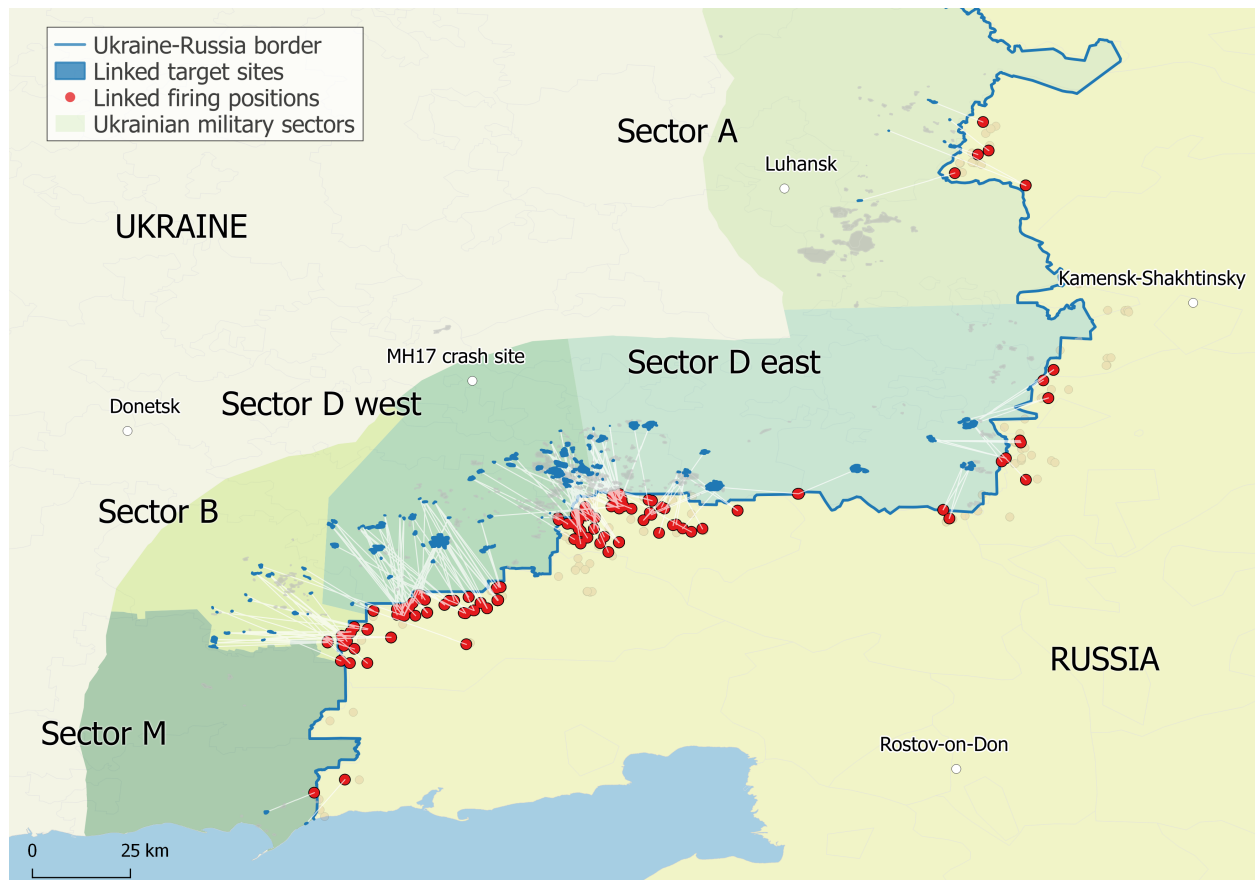 Ukraine-Russia border
Linked target sites
Linked firing positions
Ukrainian military sectors
Sector A
Luhansk
UKRAINE
Kamensk-Shakhtinsky
MH17 crash site
Sector D east
Donetsk
Sector D west
Sector B
RUSSIA
Sector M
Rostov-on-Don
0 25 km